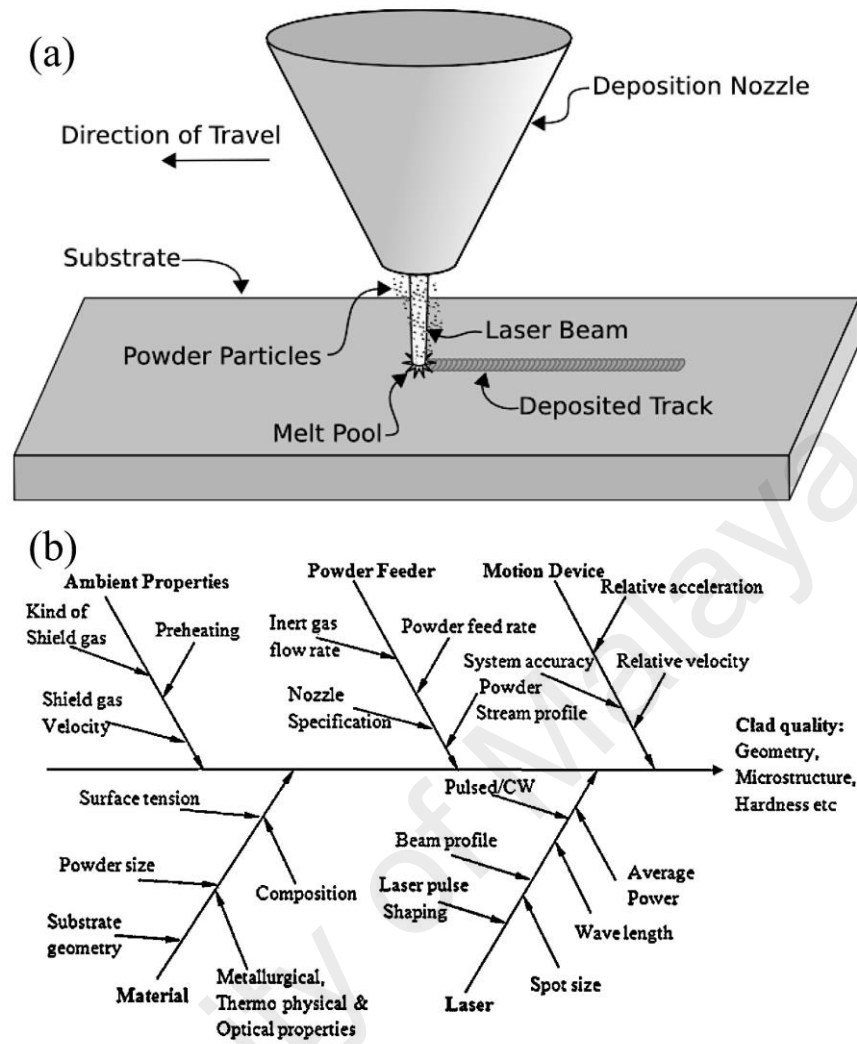 (a)
Deposition Nozzle
Direction of Travel
Substrate
Powder Particles
Laser Beam
Deposited Track
Melt Pool
(b)
Ambient Properties
Powder Feeder
Motion Device
Kind of
Shield gas
Preheating
Shield gas
Velocity
Inert gas
flow rate
Powder feed rate
Nozzle
Specification
Powder
Stream profile
Relative acceleration
System accuracy
Relative velocity
Clad quality:
Geometry,
Microstructure,
Hardness etc
Surface tension
Powder size
Composition
Substrate
geometry
Metallurgical,
Thermo physical &
Optical properties
Material
Pulsed/CW
Beam profile
Laser pulse
Shaping
Average
Power
Wave length
Spot size
Laser
ity of Malaya